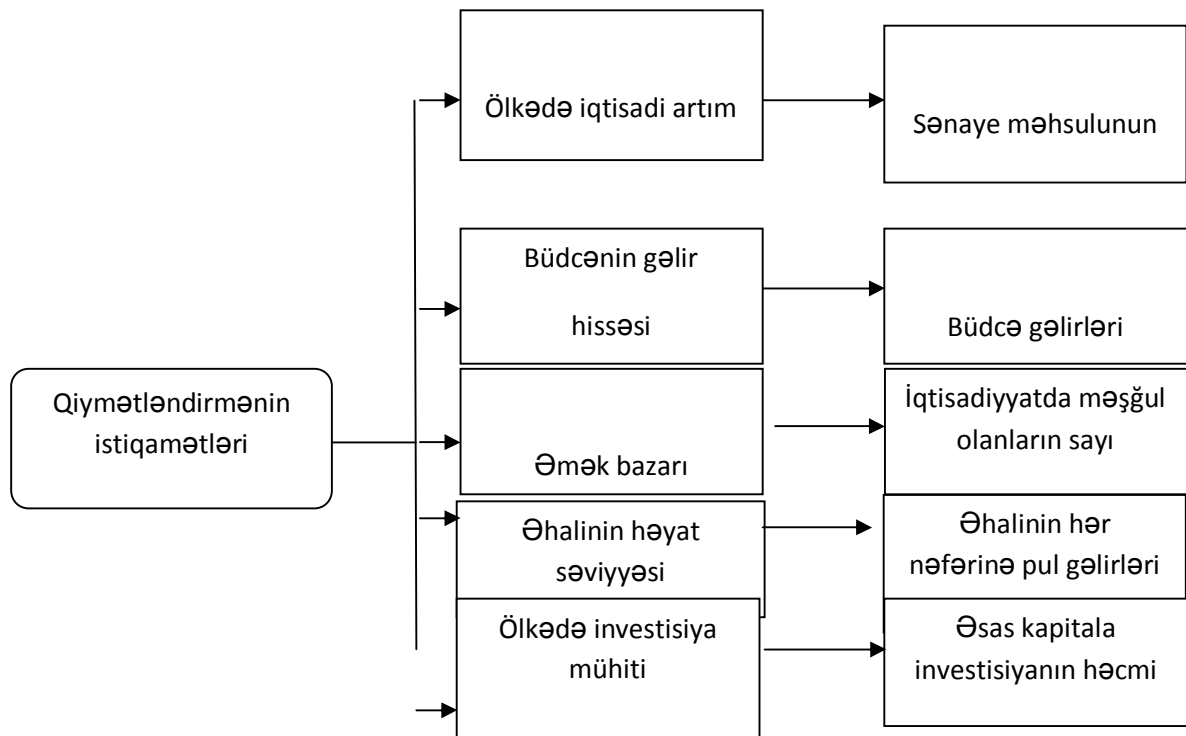 Ölkədə iqtisadi artım
Sənaye məhsulunun
Büdcənin gəlir
hissəsi
Büdcə gəlirləri
Qiymətləndirmənin
istiqamətləri
Əmək bazarı
İqtisadiyyatda məşğul
olanların sayı
Əhalinin həyat
səviyyəsi
Əhalinin hər
nəfərinə pul gəlirləri
Ölkədə investisiya
mühiti
Əsas kapitala
investisiyanın həcmi